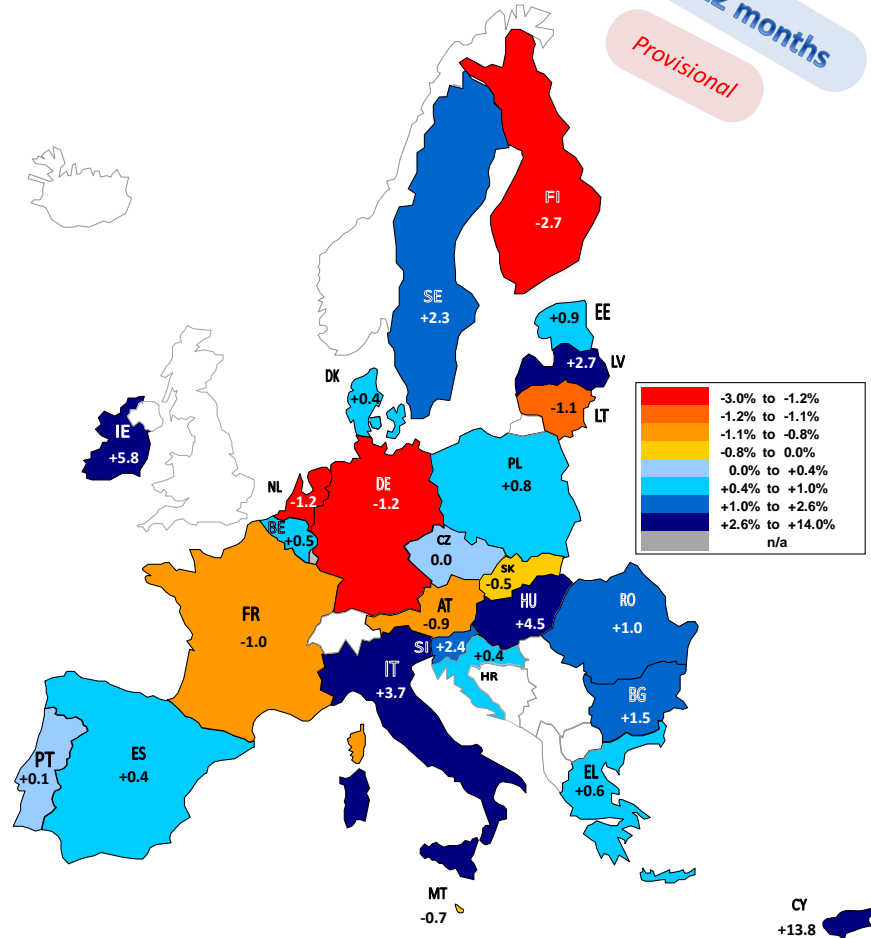 months
Provisional
FI
-2.7
SE
+2.3
EE
+0.9
LV
+2.7
LT
-1.1
DK
+0.4
IE
+5.8
NL
-1.2
DE
-1.2
PL
+0.8
BE
+0.5
CZ
0.0
SK
-0.5
FR
-1.0
AT
-0.9
HU
+4.5
RO
+1.0
SI
+2.4
+0.4
HR
IT
+3.7
BG
+1.5
PT
+0.1
ES
+0.4
EL
+0.6
MT
-0.7
CY
+13.8
-3.0% to -1.2%
-1.2% to -1.1%
-1.1% to -0.8%
-0.8% to 0.0%
0.0% to +0.4%
+0.4% to +1.0%
+1.0% to +2.6%
+2.6% to +14.0%
n/a